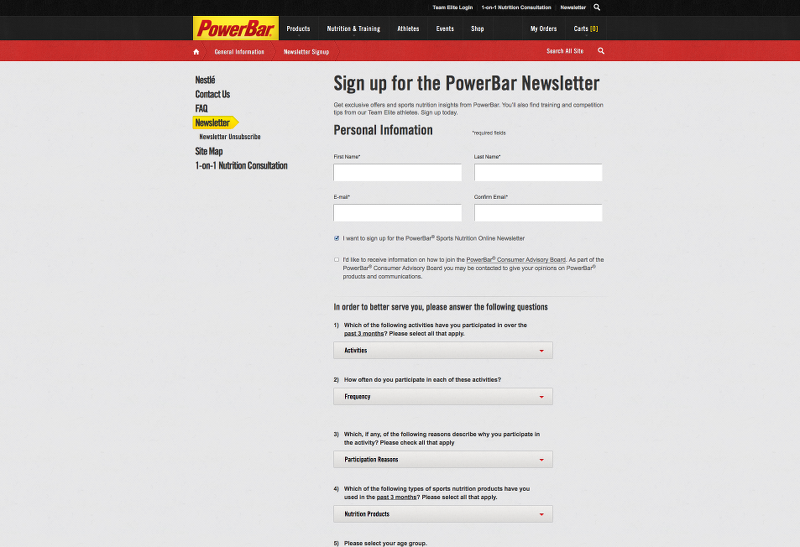 Team Elite Login 1-on-1 Nutrition Consultation Newsletter
PowerBar® Products Nutrition & Training Athletes Events Shop My Orders Carts [0]
General Information Newsletter Signup Search All Site
Nestlé
Contact Us
FAQ
Newsletter
Newsletter Unsubscribe
Site Map
1-on-1 Nutrition Consultation
Sign up for the PowerBar Newsletter
Get exclusive offers and sports nutrition insights from PowerBar. You'll also find training and competition
tips from our Team Elite athletes. Sign up today.
Personal Infomation *required fields
First Name* Last Name*
E-mail* Confirm Email*
I want to sign up for the PowerBar® Sports Nutrition Online Newsletter
I'd like to receive information on how to join the PowerBar® Consumer Advisory Board. As part of the
PowerBar® Consumer Advisory Board you may be contacted to give your opinions on PowerBar®
products and communications.
In order to better serve you, please answer the following questions
1) Which of the following activities have you participated in over the
past 3 months? Please select all that apply.
Activities
2) How often do you participate in each of these activities?
Frequency
3) Which, if any, of the following reasons describe why you participate in
the activity? Please check all that apply
Participation Reasons
4) Which of the following types of sports nutrition products have you
used in the past 3 months? Please select all that apply.
Nutrition Products
5) Please select your age group.